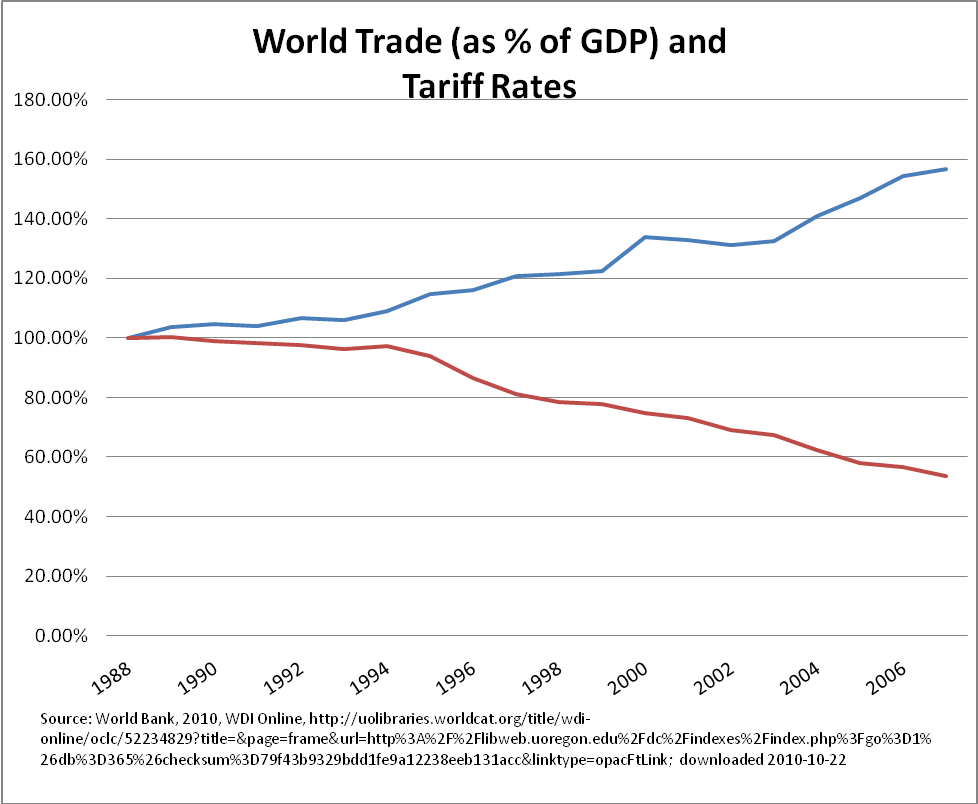 World Trade (as % of GDP) and
Tariff Rates
180.00%
160.00%
140.00%
120.00%
100.00%
80.00%
60.00%
40.00%
20.00%
0.00%
1988 1990 1992 1994 1996 1998 2000 2002 2004 2006
Source: World Bank, 2010, WDI Online, http://uolibraries.worldcat.org/title/wdi-
online/oclc/52234829?title=&page=frame&url=http%3A%2F%2Flibweb.uoregon.edu%2Fdc%2Findexes%2Findex.php%3Fgo%3D1%
26db%3D365%26checksum%3D79f43b9329bdd1fe9a12238eeb131acc&linktype=opacFtLink; downloaded 2010-10-22